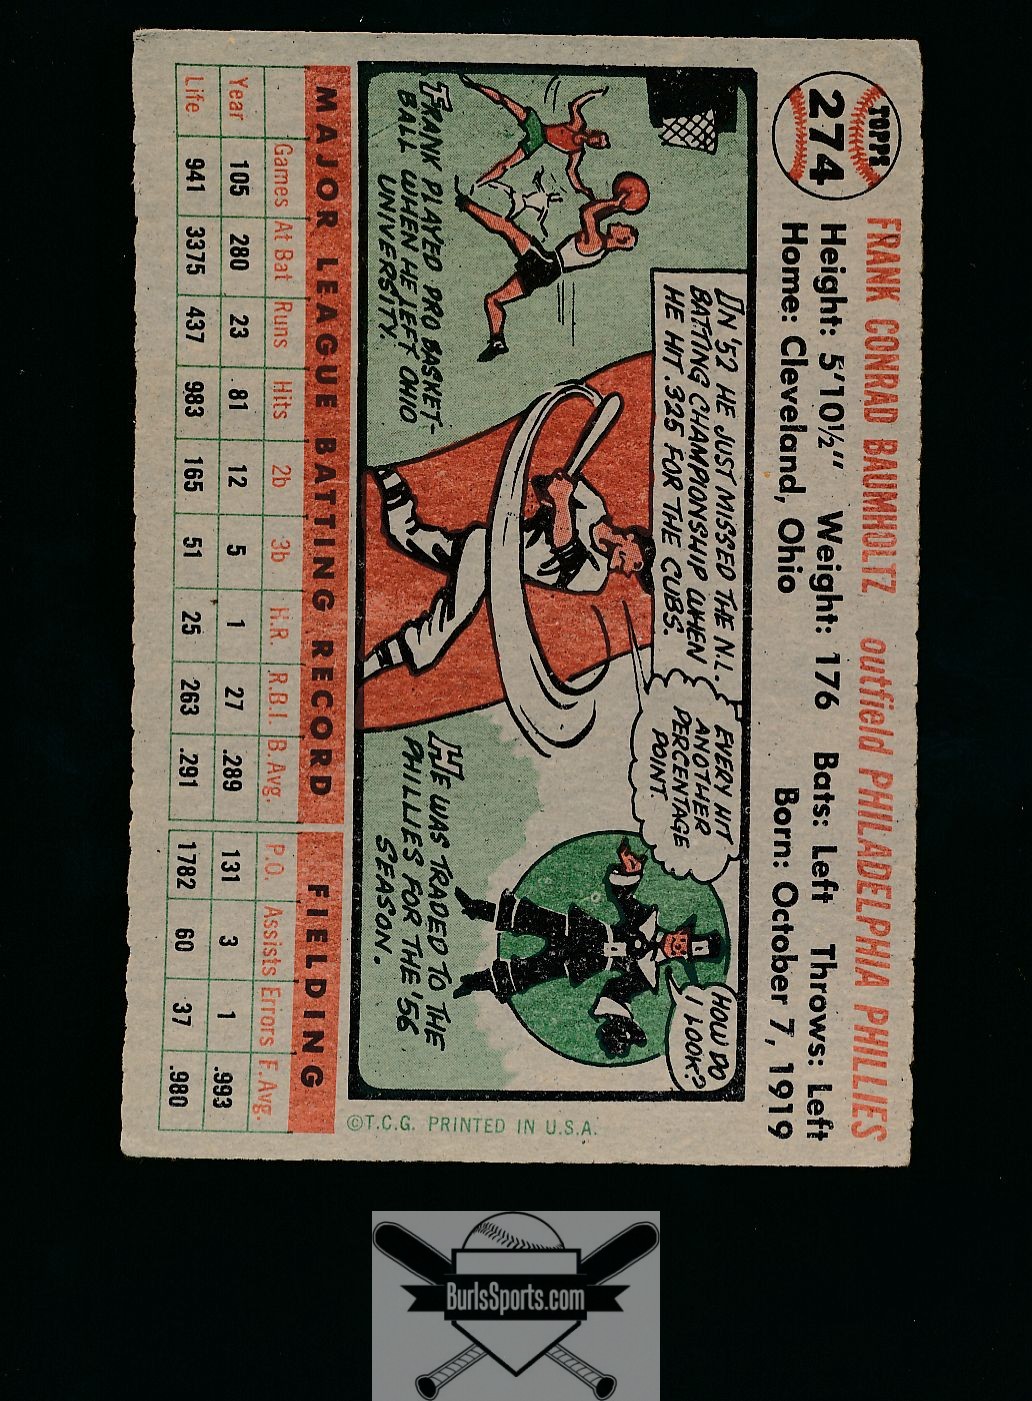 TOPPS
274
FRANK CONRAD BAUMHOLTZ outfield PHILADELPHIA PHILLIES
Height: 5'10½" Weight: 176 Bats: Left Throws: Left
Home: Cleveland, Ohio Born: October 7, 1919
FRANK PLAYED PRO BASKET-
BALL WHEN HE LEFT OHIO
UNIVERSITY.
IN '52 HE JUST MISSED THE N.L.
BATTING CHAMPIONSHIP WHEN
HE HIT .325 FOR THE CUBS.
EVERY HIT
ANOTHER
PERCENTAGE
POINT.
HOW DO
I LOOK?
HE WAS TRADED TO THE
PHILLIES FOR THE '56
SEASON.
©T.C.G. PRINTED IN U.S.A.
MAJOR LEAGUE BATTING RECORD FIELDING
Games At Bat Runs Hits 2b 3b H.R. R.B.I. B.Avg. P.O. Assists Errors F.Avg.
Year 105 280 23 81 12 5 1 27 .289 131 3 1 .993
Life 941 3375 437 983 165 51 25 263 .291 1782 60 37 .980
BurlsSports.com